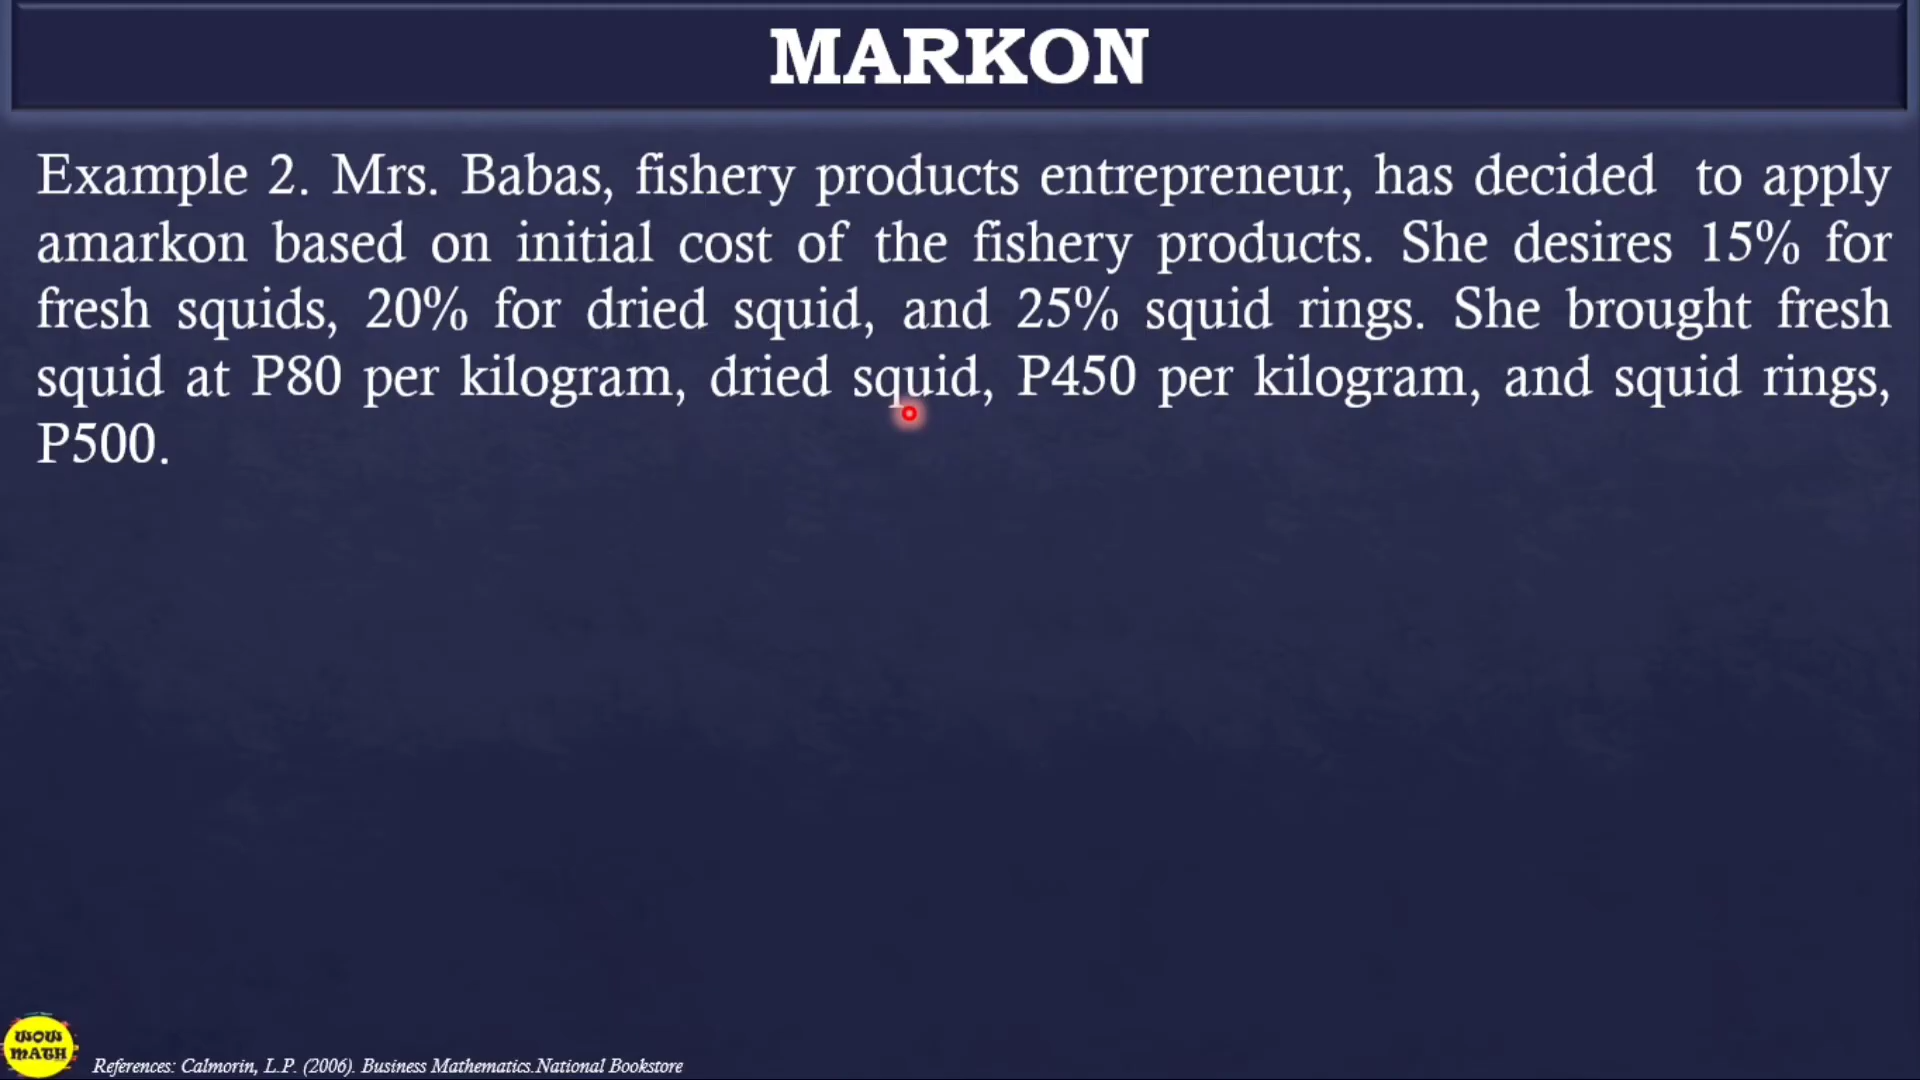 MARKON
Example 2. Mrs. Babas, fishery products entrepreneur, has decided to apply
amarkon based on initial cost of the fishery products. She desires 15% for
fresh squids, 20% for dried squid, and 25% squid rings. She brought fresh
squid at P80 per kilogram, dried squid, P450 per kilogram, and squid rings,
P500.
WOW
MATH
References: Calmorin, L.P. (2006). Business Mathematics.National Bookstore